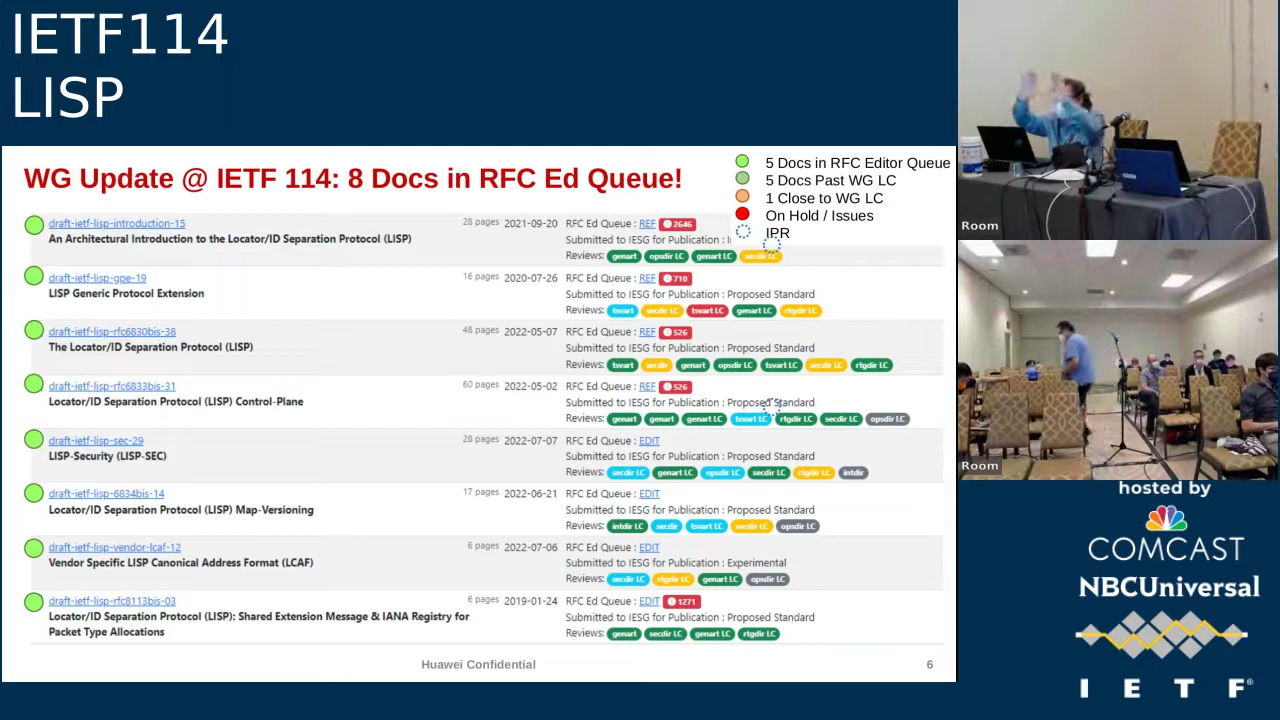 IETF114
LISP
WG Update @ IETF 114: 8 Docs in RFC Ed Queue!
5 Docs in RFC Editor Queue
5 Docs Past WG LC
1 Close to WG LC
On Hold / Issues
IPR
draft-ietf-lisp-introduction-15
An Architectural Introduction to the Locator/ID Separation Protocol (LISP)
28 pages 2021-09-20 RFC Ed Queue : REF 2646
Submitted to IESG for Publication :
Reviews: genart opsdir LC genart LC secdir LC
draft-ietf-lisp-gpe-19
LISP Generic Protocol Extension
16 pages 2020-07-26 RFC Ed Queue : REF 710
Submitted to IESG for Publication : Proposed Standard
Reviews: tsvart secdir LC tsvart LC genart LC rtgdir LC
draft-ietf-lisp-rfc6830bis-38
The Locator/ID Separation Protocol (LISP)
48 pages 2022-05-07 RFC Ed Queue : REF 526
Submitted to IESG for Publication : Proposed Standard
Reviews: tsvart secdir genart opsdir LC tsvart LC secdir LC rtgdir LC
draft-ietf-lisp-rfc6833bis-31
Locator/ID Separation Protocol (LISP) Control-Plane
60 pages 2022-05-02 RFC Ed Queue : REF 526
Submitted to IESG for Publication : Proposed Standard
Reviews: genart genart genart LC tsvart LC rtgdir LC secdir LC opsdir LC
draft-ietf-lisp-sec-29
LISP-Security (LISP-SEC)
28 pages 2022-07-07 RFC Ed Queue : EDIT
Submitted to IESG for Publication : Proposed Standard
Reviews: secdir LC genart LC opsdir LC secdir LC rtgdir LC intdir
draft-ietf-lisp-6834bis-14
Locator/ID Separation Protocol (LISP) Map-Versioning
17 pages 2022-06-21 RFC Ed Queue : EDIT
Submitted to IESG for Publication : Proposed Standard
Reviews: intdir LC secdir tsvart LC secdir LC opsdir LC
draft-ietf-lisp-vendor-lcaf-12
Vendor Specific LISP Canonical Address Format (LCAF)
6 pages 2022-07-06 RFC Ed Queue : EDIT
Submitted to IESG for Publication : Experimental
Reviews: secdir LC rtgdir LC genart LC opsdir LC
draft-ietf-lisp-rfc8113bis-03
Locator/ID Separation Protocol (LISP): Shared Extension Message & IANA Registry for
Packet Type Allocations
6 pages 2019-01-24 RFC Ed Queue : EDIT 1271
Submitted to IESG for Publication : Proposed Standard
Reviews: genart secdir LC genart LC rtgdir LC
Huawei Confidential
6
Room
Room
hosted by
COMCAST
NBCUniversal
I E T F®